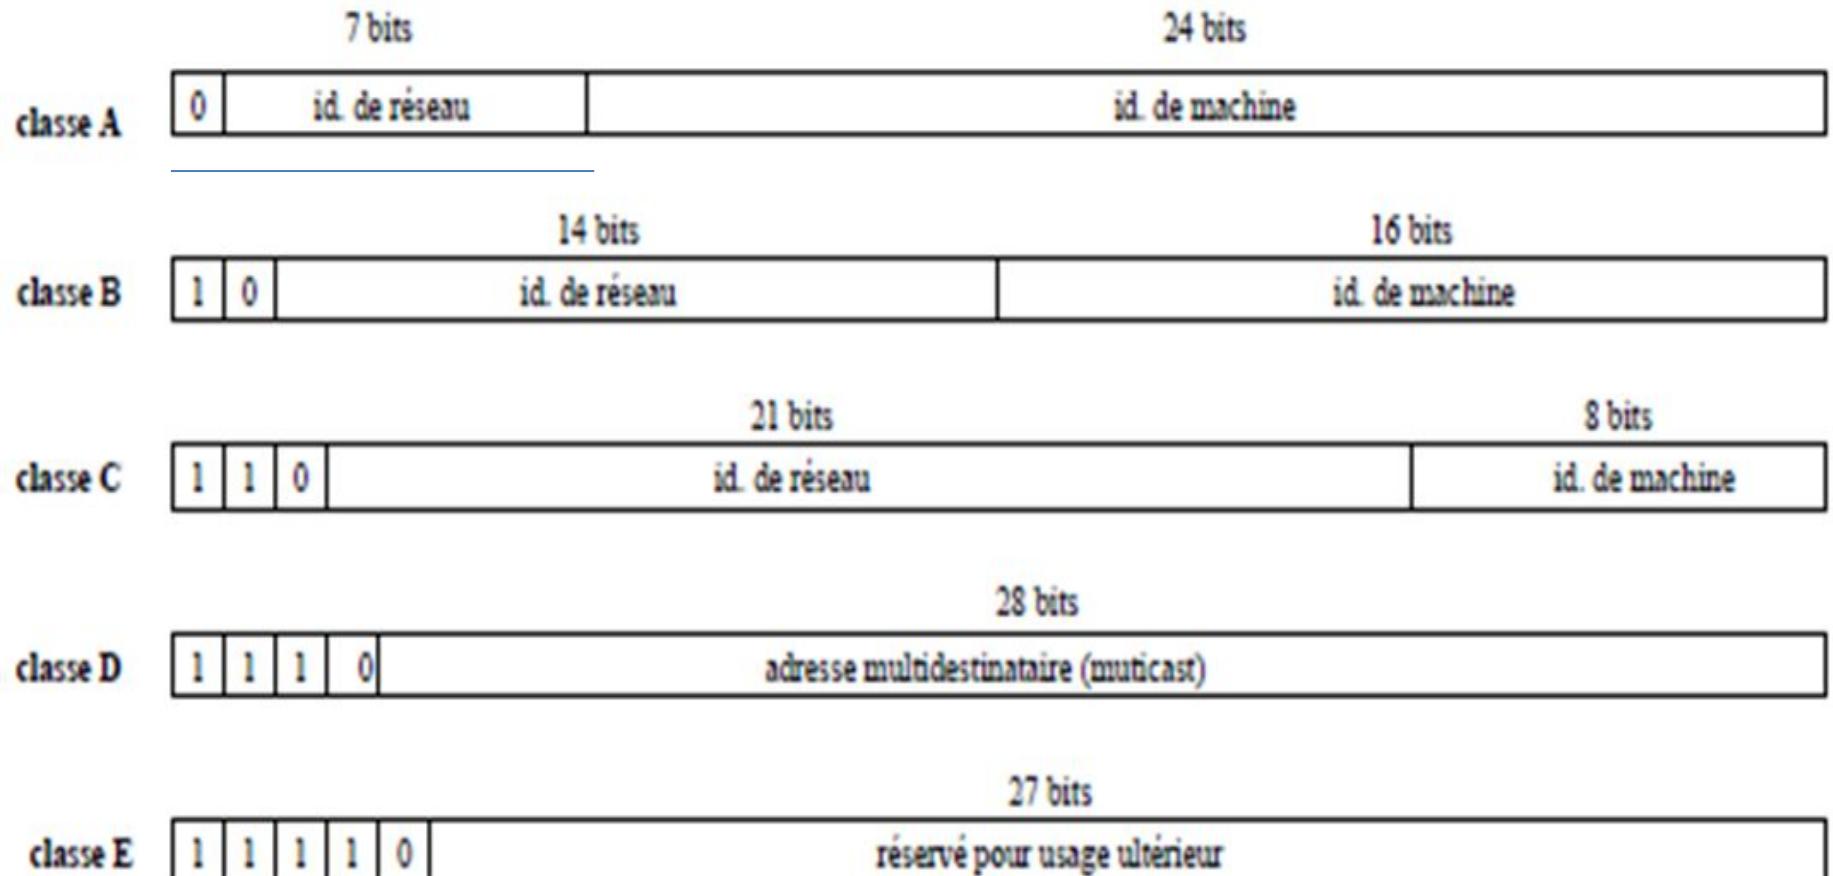 7 bits 24 bits
classe A 0 id. de réseau id. de machine
14 bits 16 bits
classe B 1 0 id. de réseau id. de machine
21 bits 8 bits
classe C 1 1 0 id. de réseau id. de machine
28 bits
classe D 1 1 1 0 adresse multidestinataire (muticast)
27 bits
classe E 1 1 1 1 0 réservé pour usage ultérieur